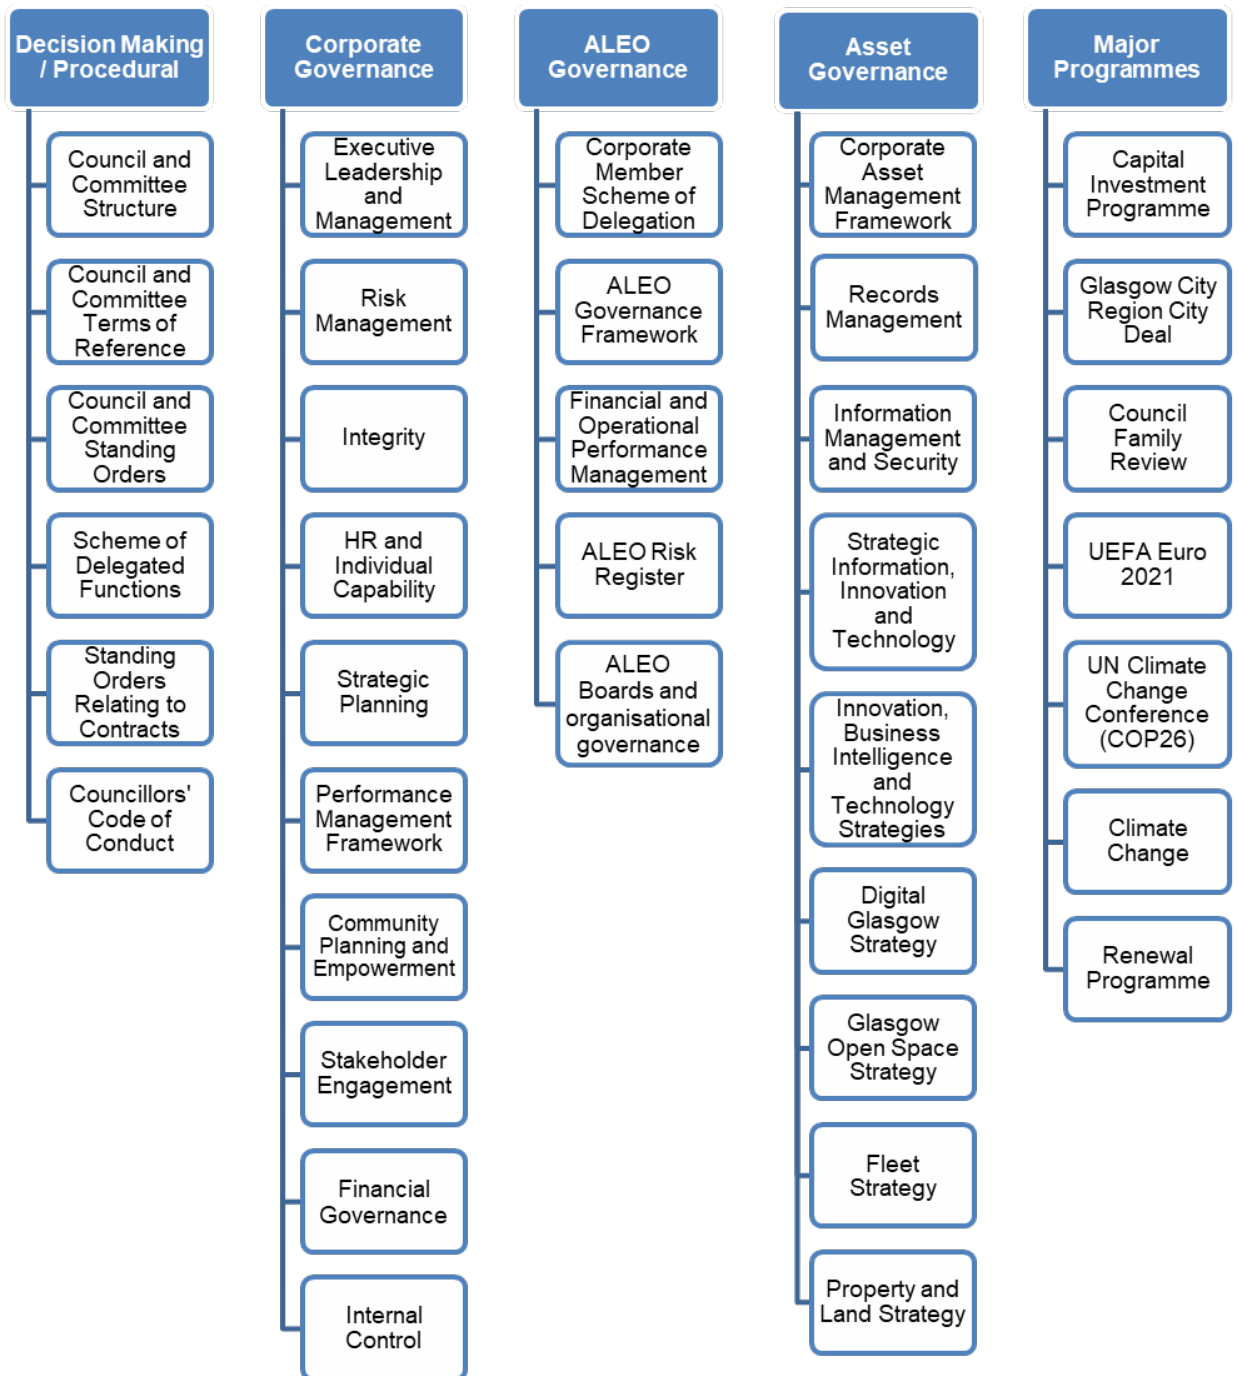 Decision Making
/ Procedural
Council and
Committee
Structure
Council and
Committee
Terms of
Reference
Council and
Committee
Standing
Orders
Scheme of
Delegated
Functions
Standing
Orders
Relating to
Contracts
Councillors'
Code of
Conduct
Corporate
Governance
Executive
Leadership
and
Management
Risk
Management
Integrity
HR and
Individual
Capability
Strategic
Planning
Performance
Management
Framework
Community
Planning and
Empowerment
Stakeholder
Engagement
Financial
Governance
Internal
Control
ALEO
Governance
Corporate
Member
Scheme of
Delegation
ALEO
Governance
Framework
Financial and
Operational
Performance
Management
ALEO Risk
Register
ALEO
Boards and
organisational
governance
Asset
Governance
Corporate
Asset
Management
Framework
Records
Management
Information
Management
and Security
Strategic
Information,
Innovation
and
Technology
Innovation,
Business
Intelligence
and
Technology
Strategies
Digital
Glasgow
Strategy
Glasgow
Open Space
Strategy
Fleet
Strategy
Property and
Land Strategy
Major
Programmes
Capital
Investment
Programme
Glasgow City
Region City
Deal
Council
Family
Review
UEFA Euro
2021
UN Climate
Change
Conference
(COP26)
Climate
Change
Renewal
Programme